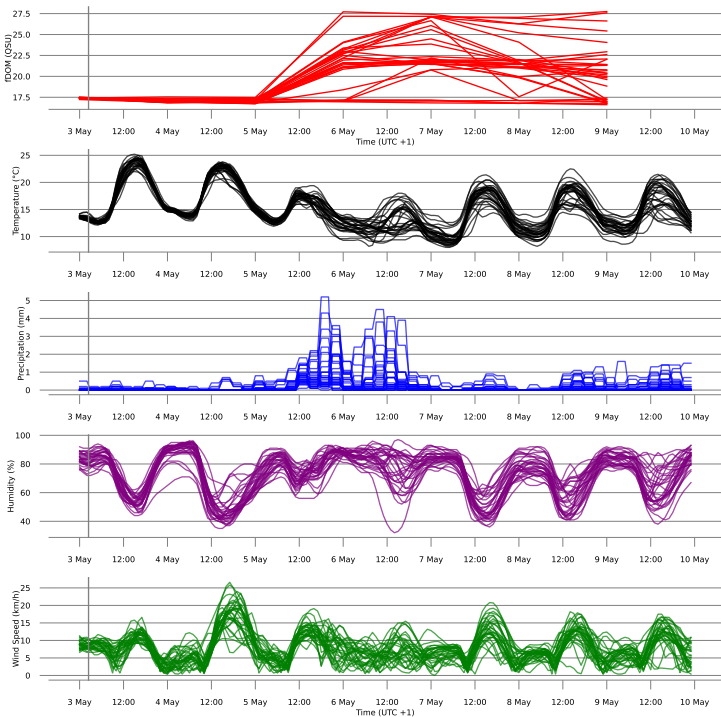 27.5
25.0
22.5
20.0
17.5
fDOM (QSU)
3 May 12:00 4 May 12:00 5 May 12:00 6 May 12:00 7 May 12:00 8 May 12:00 9 May 12:00 10 May
Time (UTC +1)
25
20
15
10
Temperature (°C)
3 May 12:00 4 May 12:00 5 May 12:00 6 May 12:00 7 May 12:00 8 May 12:00 9 May 12:00 10 May
5
4
3
2
1
0
Precipitation (mm)
3 May 12:00 4 May 12:00 5 May 12:00 6 May 12:00 7 May 12:00 8 May 12:00 9 May 12:00 10 May
100
80
60
40
Humidity (%)
3 May 12:00 4 May 12:00 5 May 12:00 6 May 12:00 7 May 12:00 8 May 12:00 9 May 12:00 10 May
25
20
15
10
5
0
Wind Speed (km/h)
3 May 12:00 4 May 12:00 5 May 12:00 6 May 12:00 7 May 12:00 8 May 12:00 9 May 12:00 10 May
Time (UTC +1)